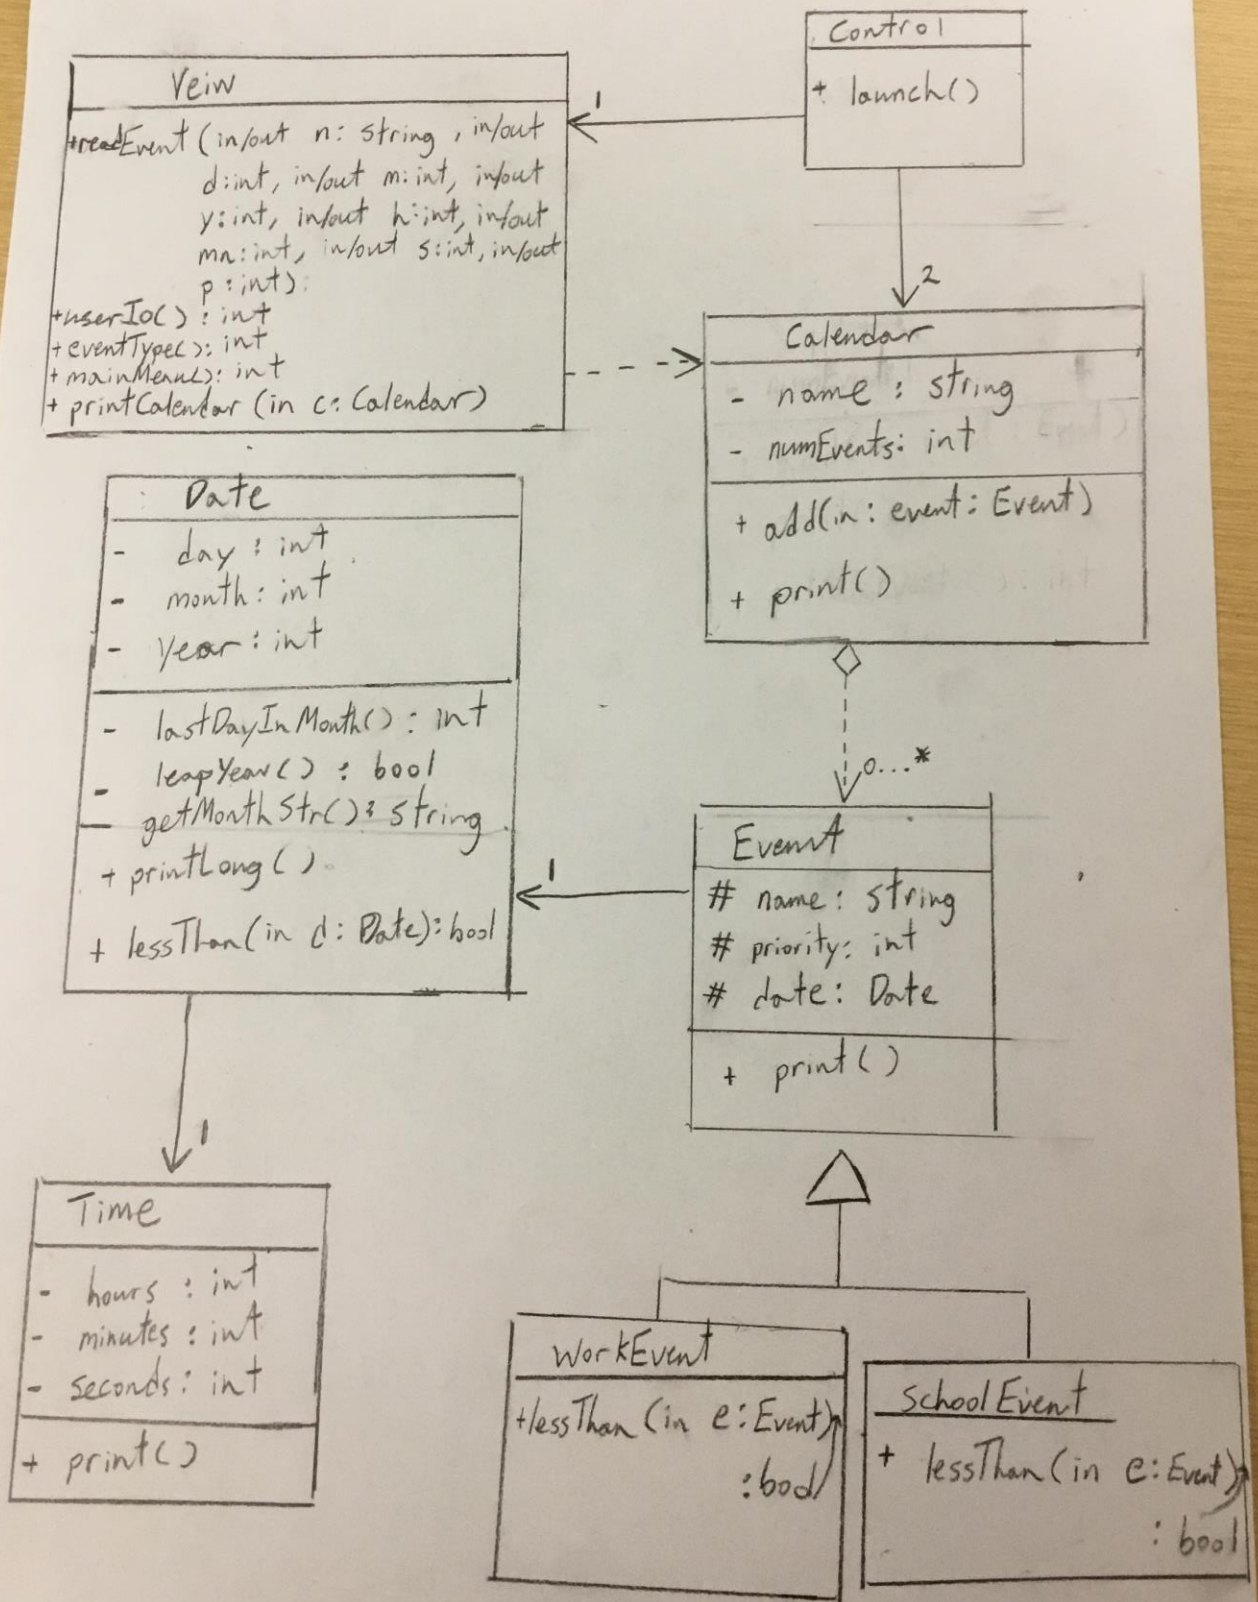 Control
+ launch()
Veiw
+readEvent (in/out n: string, in/out
d:int, in/out m:int, in/out
y:int, in/out h:int, in/out
mn:int, in/out s:int, in/out
p:int):
+userIo() : int
+eventType(): int
+mainMenu(): int
+ printCalendar (in c: Calendar)
1
2
Calendar
- name : string
- numEvents: int
+ add(in: event: Event)
+ print()
0...*
Date
- day : int
- month : int
- year : int
- lastDayInMonth() : int
- leapYear() : bool
- getMonthStr() : string
+ printLong()
+ lessThan(in d: Date): bool
1
Event
# name : string
# priority: int
# date: Date
+ print()
1
Time
- hours : int
- minutes : int
- seconds: int
+ print()
WorkEvent
+lessThan (in e:Event)
:bool
SchoolEvent
+ lessThan(in e:Event)
: bool